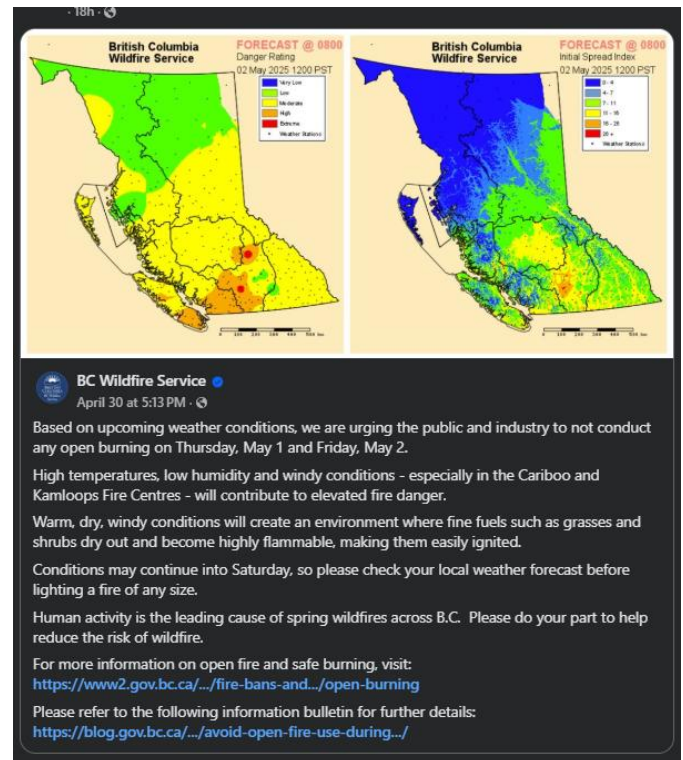 · 18h ·
British Columbia
Wildfire Service
FORECAST @ 0800
Danger Rating
02 May 2025 1200 PST
Very Low
Low
Moderate
High
Extreme
Weather Stations
British Columbia
Wildfire Service
FORECAST @ 0800
Initial Spread Index
02 May 2025 1200 PST
0 - 4
4 - 7
7 - 11
Weather Stations
BC Wildfire Service
April 30 at 5:13 PM ·
Based on upcoming weather conditions, we are urging the public and industry to not conduct
any open burning on Thursday, May 1 and Friday, May 2.
High temperatures, low humidity and windy conditions - especially in the Cariboo and
Kamloops Fire Centres - will contribute to elevated fire danger.
Warm, dry, windy conditions will create an environment where fine fuels such as grasses and
shrubs dry out and become highly flammable, making them easily ignited.
Conditions may continue into Saturday, so please check your local weather forecast before
lighting a fire of any size.
Human activity is the leading cause of spring wildfires across B.C. Please do your part to help
reduce the risk of wildfire.
For more information on open fire and safe burning, visit:
https://www2.gov.bc.ca/.../fire-bans-and.../open-burning
Please refer to the following information bulletin for further details:
https://blog.gov.bc.ca/.../avoid-open-fire-use-during.../